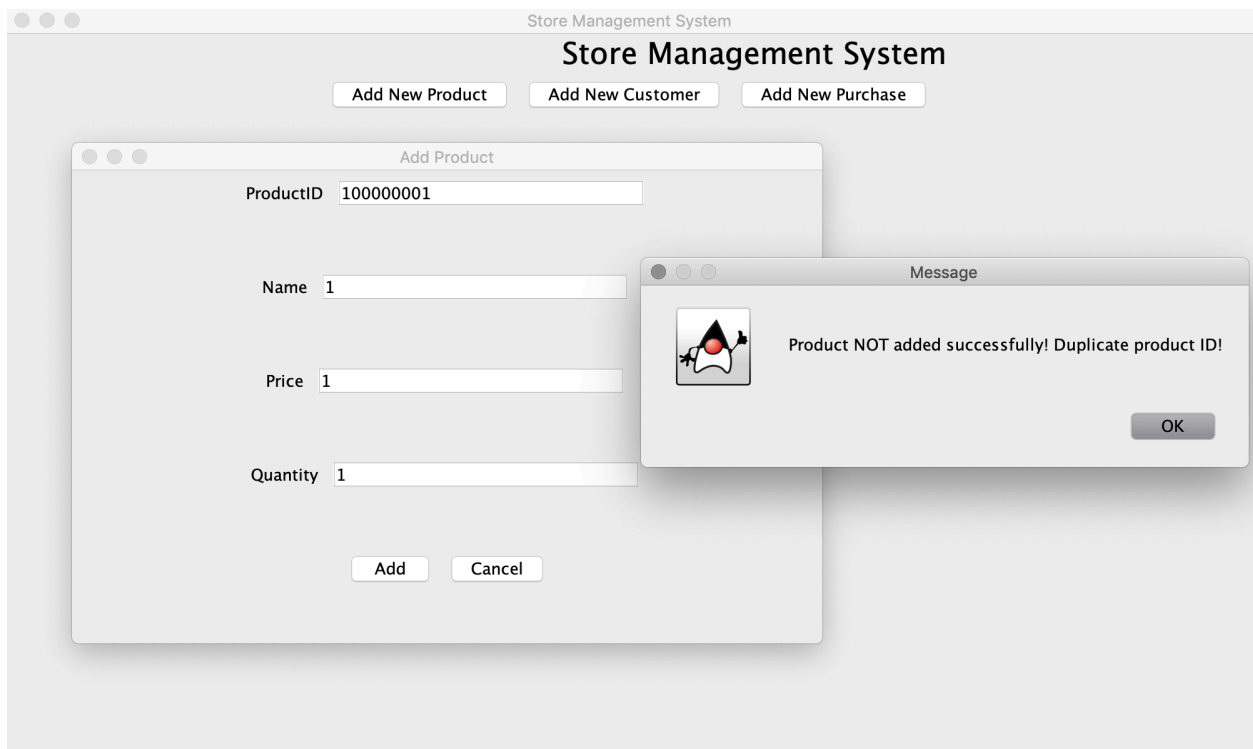 Store Management System
Store Management System
Add New Product Add New Customer Add New Purchase
Add Product
ProductID 100000001
Name 1
Price 1
Quantity 1
Add Cancel
Message
Product NOT added successfully! Duplicate product ID!
OK